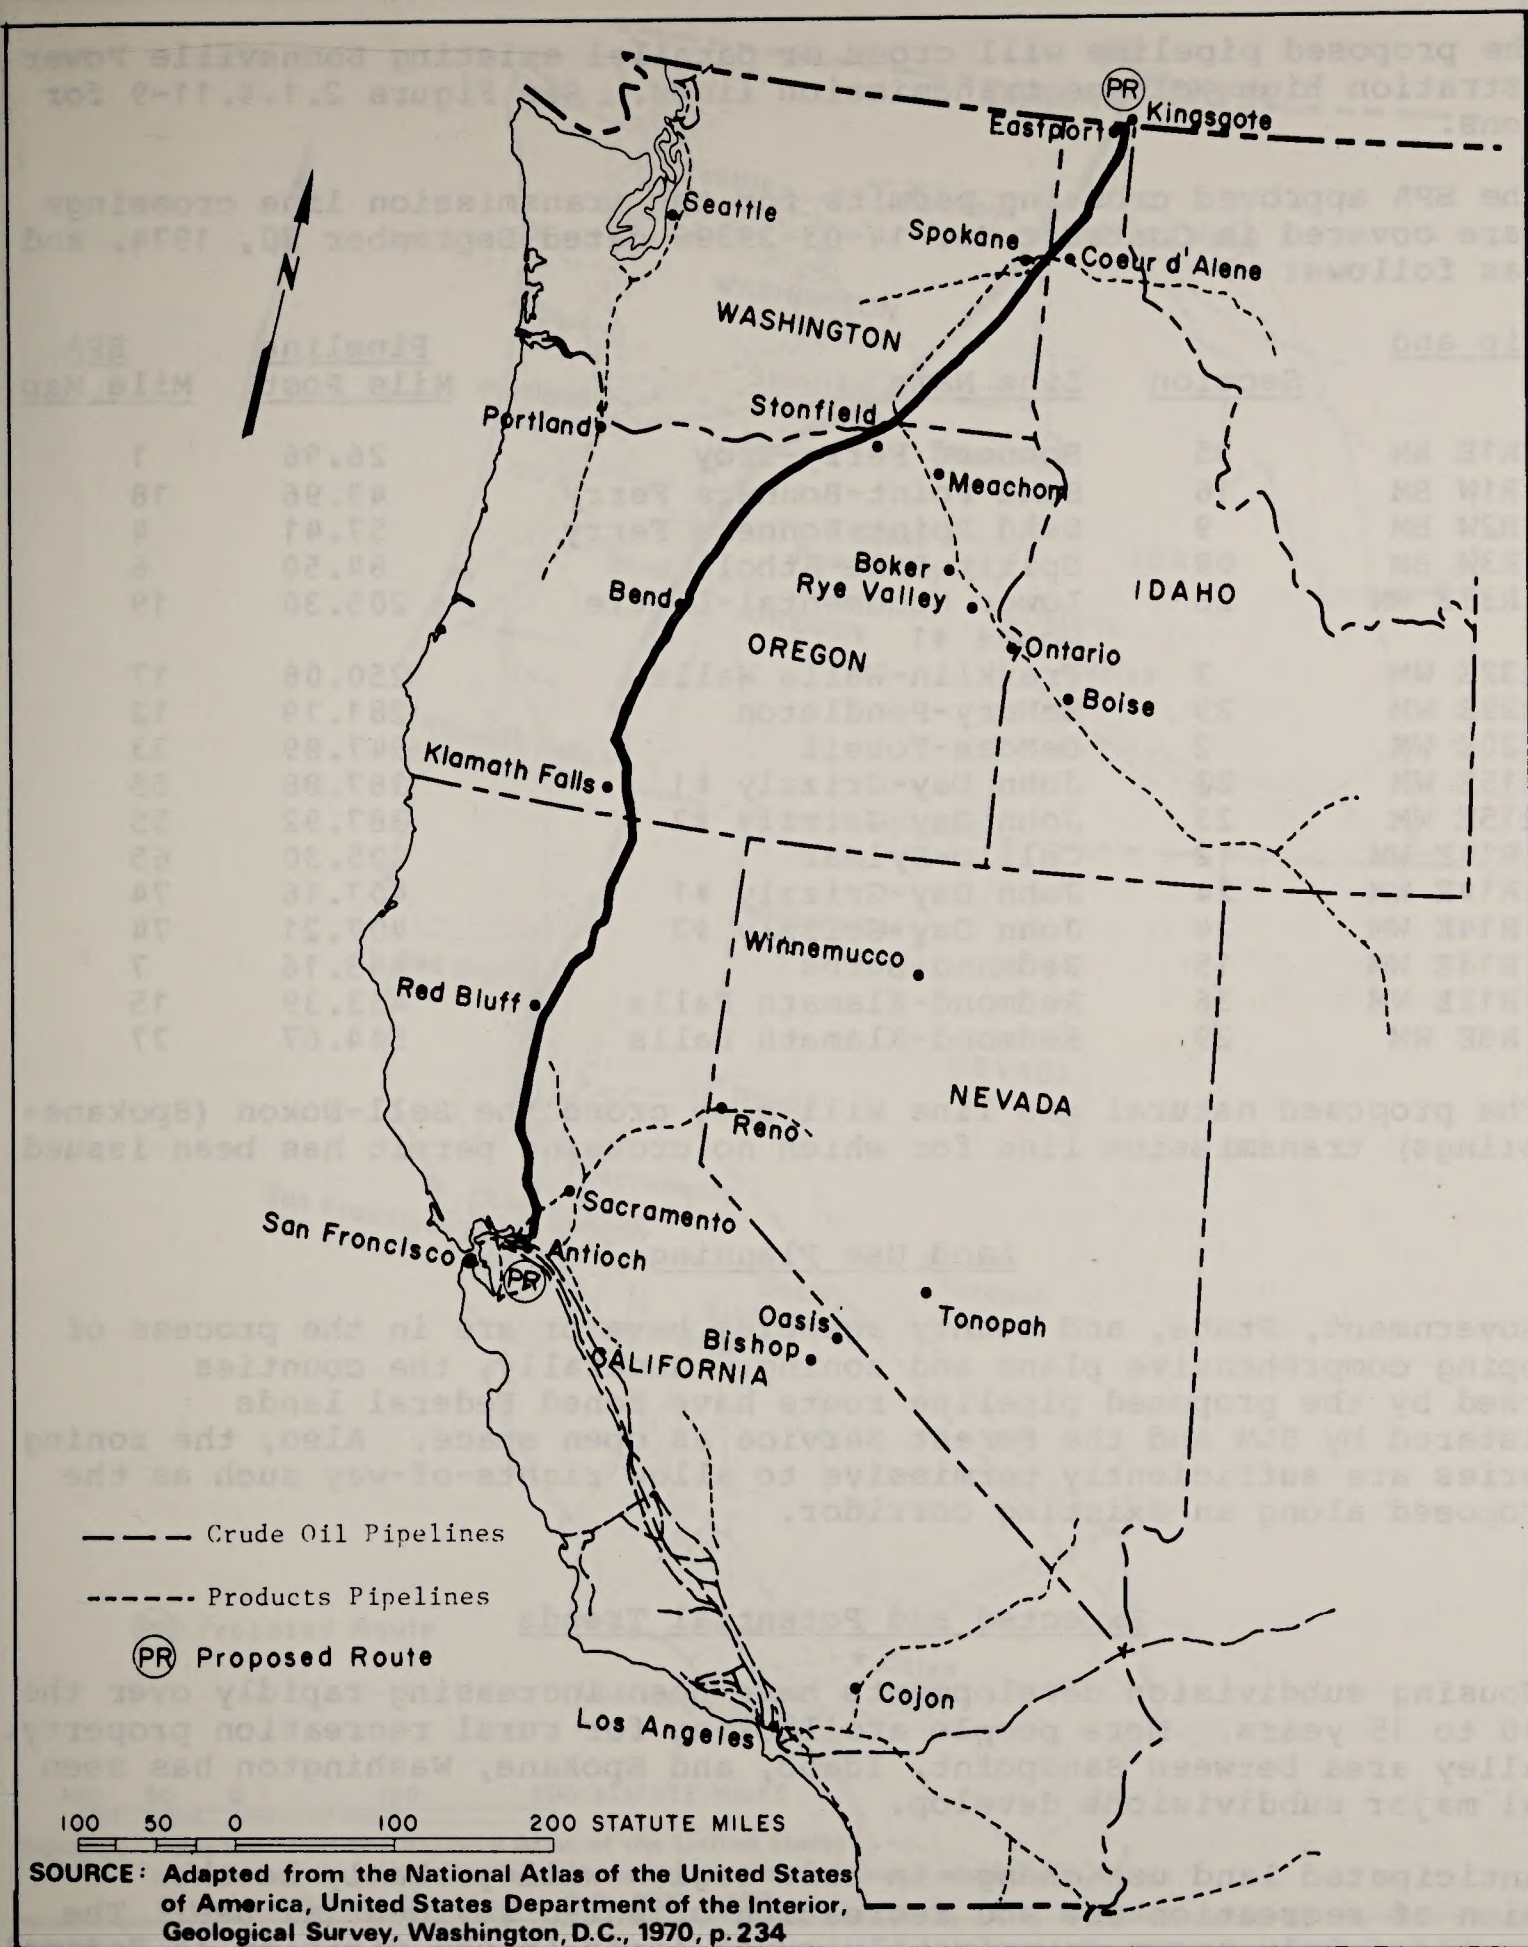 PR
Kingsgate
Eastport
Seattle
Spokane
Coeur d'Alene
N
WASHINGTON
Stonfield
Portland
Meachom
Boker
Rye Valley
IDAHO
Bend
OREGON
Ontario
Boise
Klamath Falls
Winnemucco
Red Bluff
NEVADA
Reno
Sacramento
San Froncisco
Antioch
PR
Tonopah
Oasis
Bishop
CALIFORNIA
Crude Oil Pipelines
Products Pipelines
PR Proposed Route
Cojon
Los Angeles
100 50 0 100 200 STATUTE MILES
SOURCE: Adapted from the National Atlas of the United States
of America, United States Department of the Interior,
Geological Survey, Washington, D.C., 1970, p. 234